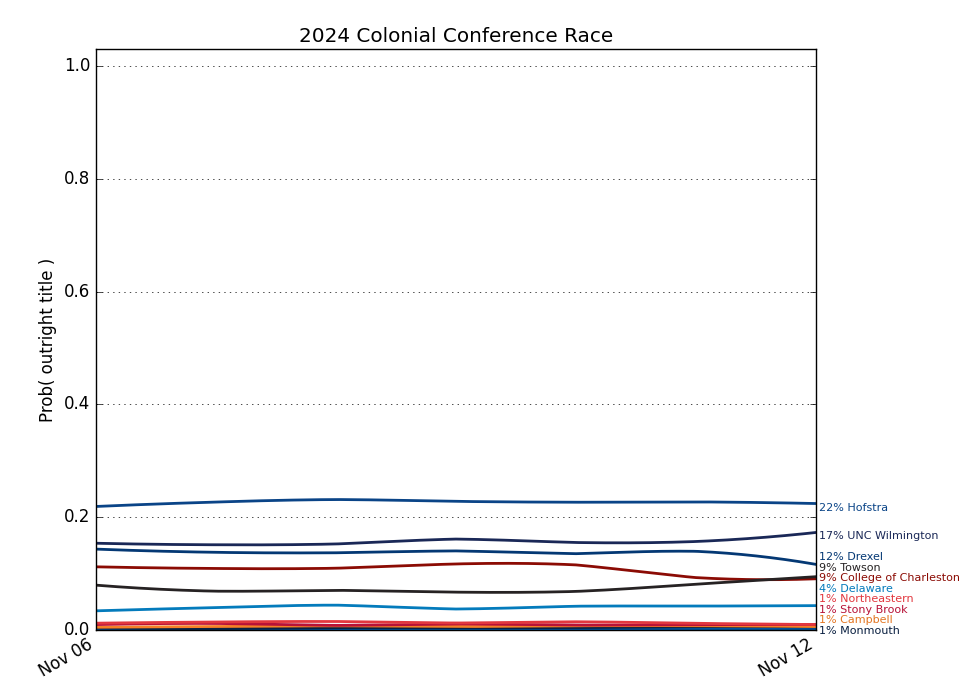 2024 Colonial Conference Race
1.0
0.8
0.6
0.4
0.2
0.0
Prob( outright title )
Nov 06
Nov 12
22% Hofstra
17% UNC Wilmington
12% Drexel
9% Towson
9% College of Charleston
4% Delaware
1% Northeastern
1% Stony Brook
1% Campbell
1% Monmouth